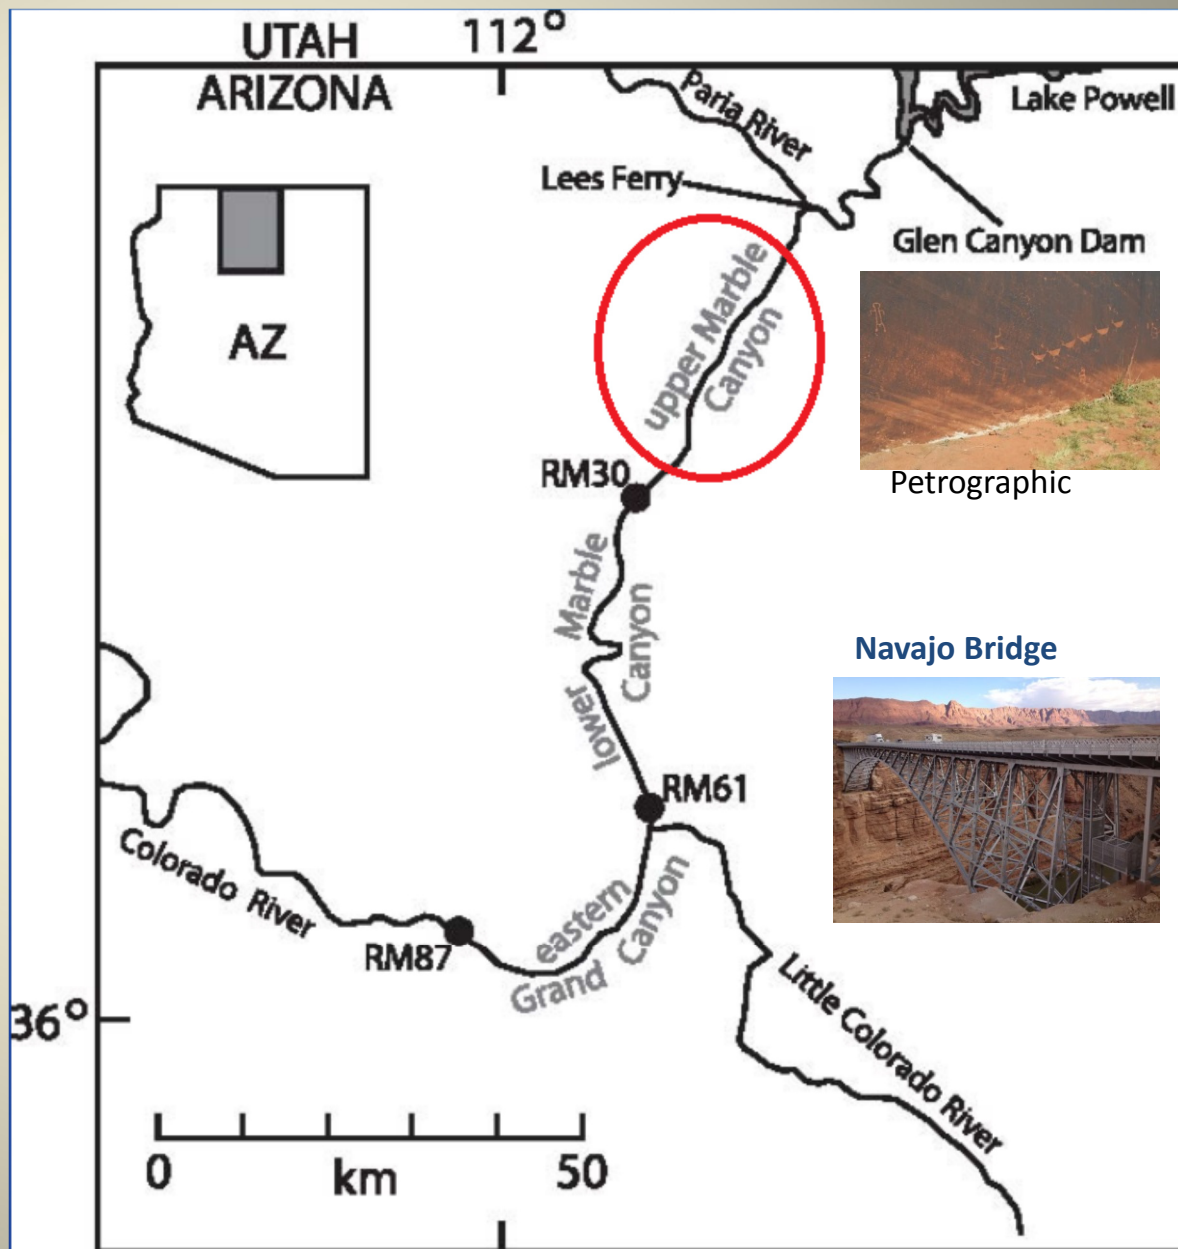 UTAH
112°
ARIZONA
Paria River
Lake Powell
Lees Ferry
Glen Canyon Dam
AZ
upper Marble
Canyon
RM30
Petrographic
Marble
Canyon
lower
Navajo Bridge
RM61
Colorado River
eastern
Grand Canyon
RM87
Little Colorado River
36°
0 km 50